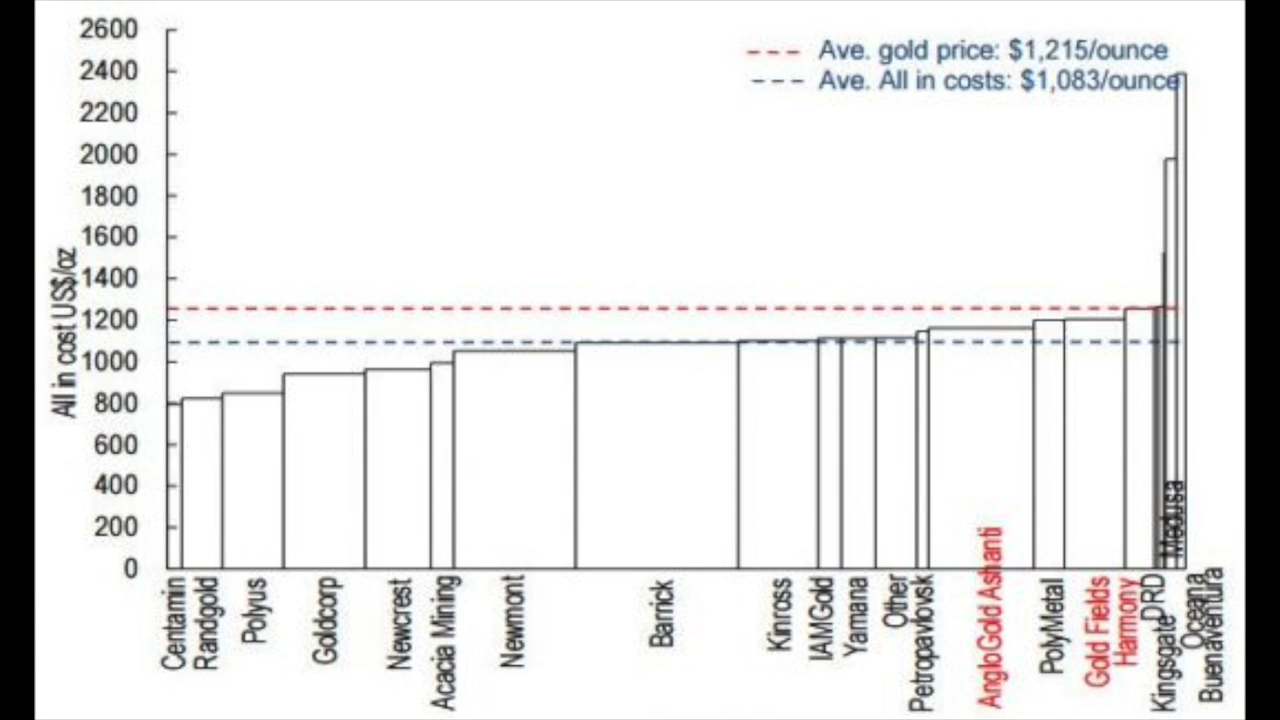 2600
2400
2200
2000
1800
1600
1400
1200
1000
800
600
400
200
0
All in cost US$/oz
Ave. gold price: $1,215/ounce
Ave. All in costs: $1,083/ounce
Centamin
Randgold
Polyus
Goldcorp
Newcrest
Acacia Mining
Newmont
Barrick
Kinross
IAMGold
Yamana
Other
Petropavlovsk
AngloGold Ashanti
PolyMetal
Gold Fields
Harmony
DRD
Kingsgate
Medusa
Oceana
Buenaventura